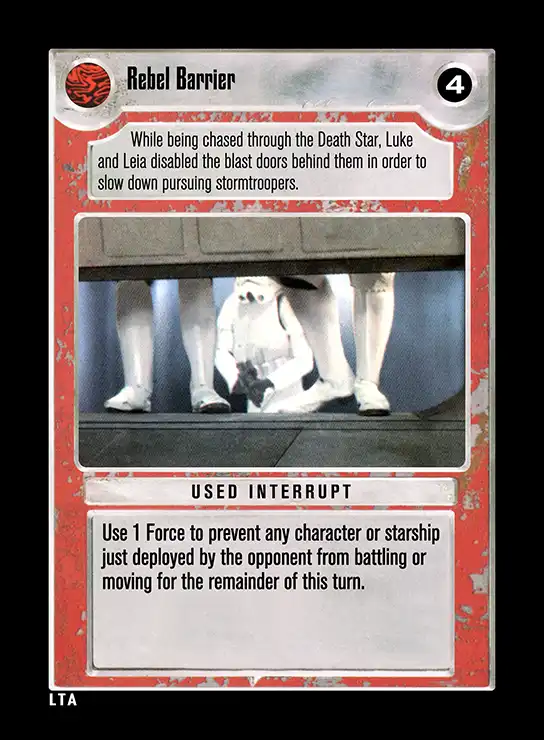 Rebel Barrier
4
While being chased through the Death Star, Luke
and Leia disabled the blast doors behind them in order to
slow down pursuing stormtroopers.
USED INTERRUPT
Use 1 Force to prevent any character or starship
just deployed by the opponent from battling or
moving for the remainder of this turn.
LTA